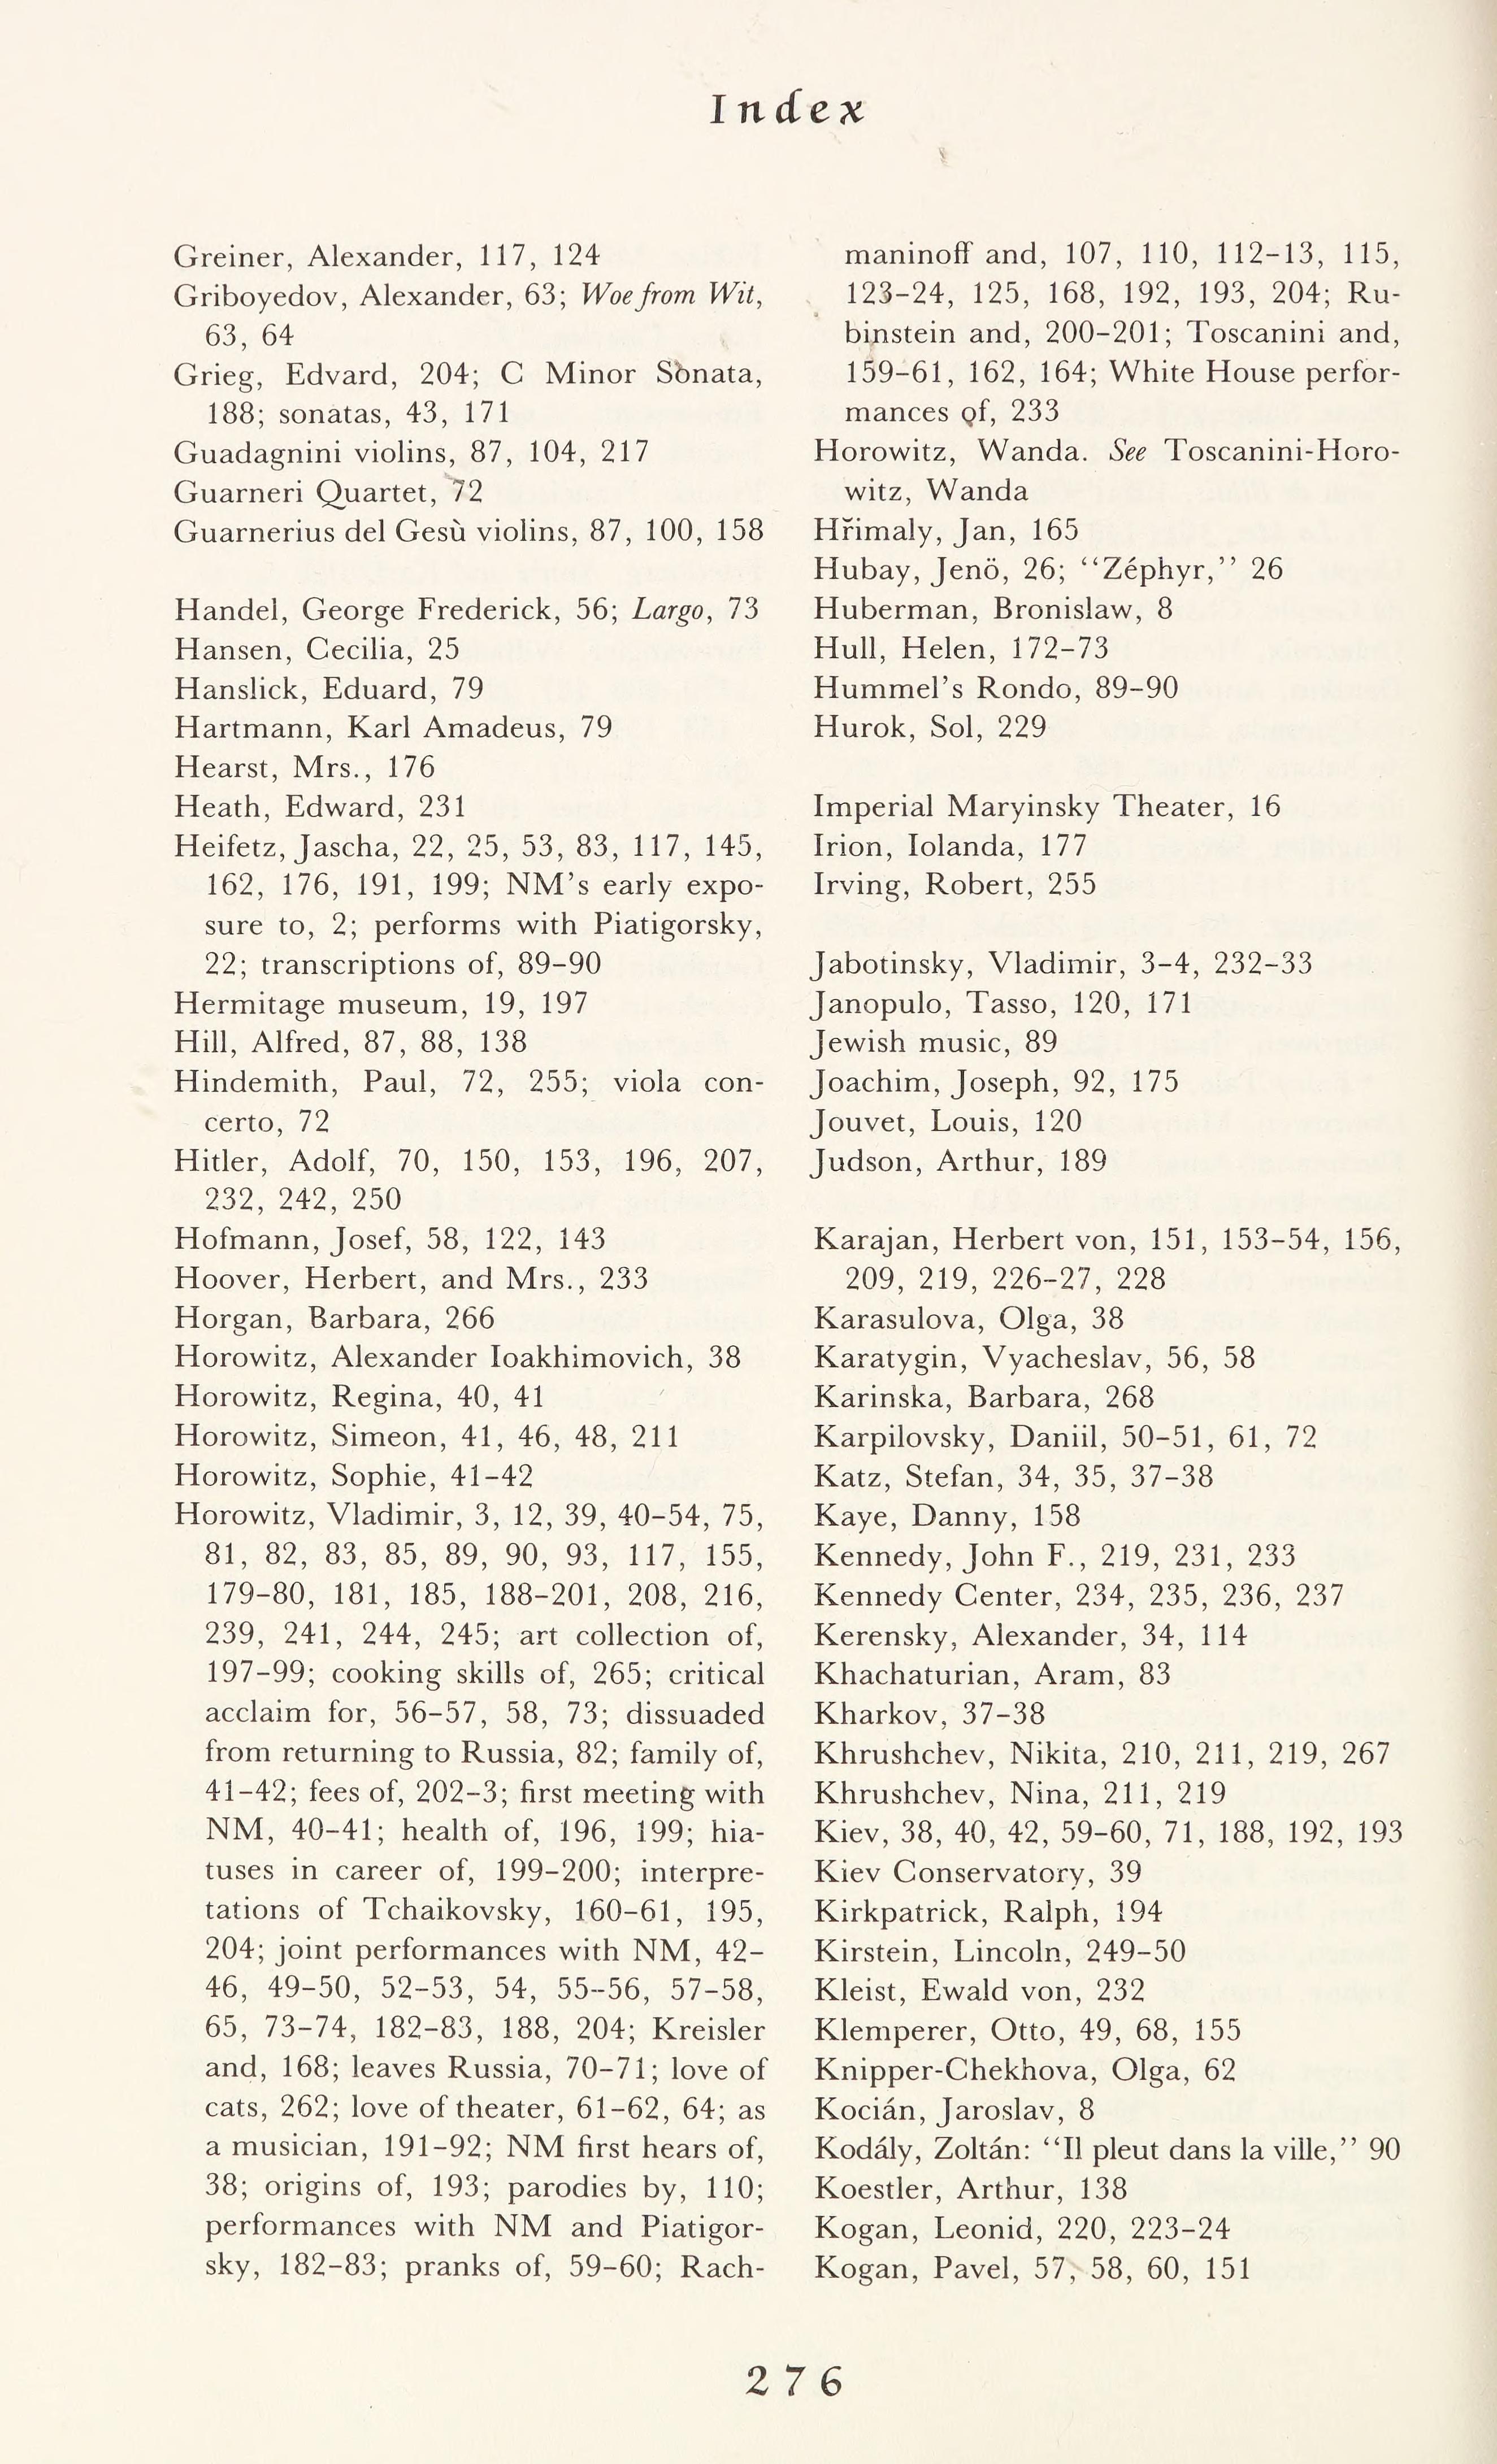 Index
Greiner, Alexander, 117, 124
Griboyedov, Alexander, 63; Woe from Wit,
63, 64
Grieg, Edvard, 204; C Minor Sonata,
188; sonatas, 43, 171
Guadagnini violins, 87, 104, 217
Guarneri Quartet, 72
Guarnerius del Gesù violins, 87, 100, 158
Handel, George Frederick, 56; Largo, 73
Hansen, Cecilia, 25
Hanslick, Eduard, 79
Hartmann, Karl Amadeus, 79
Hearst, Mrs., 176
Heath, Edward, 231
Heifetz, Jascha, 22, 25, 53, 83, 117, 145,
162, 176, 191, 199; NM's early expo-
sure to, 2; performs with Piatigorsky,
22; transcriptions of, 89–90
Hermitage museum, 19, 197
Hill, Alfred, 87, 88, 138
Hindemith, Paul, 72, 255; viola con-
certo, 72
Hitler, Adolf, 70, 150, 153, 196, 207,
232, 242, 250
Hofmann, Josef, 58, 122, 143
Hoover, Herbert, and Mrs., 233
Horgan, Barbara, 266
Horowitz, Alexander Ioakhimovich, 38
Horowitz, Regina, 40, 41
Horowitz, Simeon, 41, 46, 48, 211
Horowitz, Sophie, 41–42
Horowitz, Vladimir, 3, 12, 39, 40–54, 75,
81, 82, 83, 85, 89, 90, 93, 117, 155,
179–80, 181, 185, 188–201, 208, 216,
239, 241, 244, 245; art collection of,
197–99; cooking skills of, 265; critical
acclaim for, 56–57, 58, 73; dissuaded
from returning to Russia, 82; family of,
41–42; fees of, 202–3; first meeting with
NM, 40–41; health of, 196, 199; hia-
tuses in career of, 199–200; interpre-
tations of Tchaikovsky, 160–61, 195,
204; joint performances with NM, 42–
46, 49–50, 52–53, 54, 55–56, 57–58,
65, 73–74, 182–83, 188, 204; Kreisler
and, 168; leaves Russia, 70–71; love of
cats, 262; love of theater, 61–62, 64; as
a musician, 191–92; NM first hears of,
38; origins of, 193; parodies by, 110;
performances with NM and Piatigor-
sky, 182–83; pranks of, 59–60; Rach-
maninoff and, 107, 110, 112–13, 115,
123–24, 125, 168, 192, 193, 204; Ru-
binstein and, 200–201; Toscanini and,
159–61, 162, 164; White House perfor-
mances of, 233
Horowitz, Wanda. See Toscanini-Horo-
witz, Wanda
Hřimaly, Jan, 165
Hubay, Jenö, 26; "Zéphyr," 26
Huberman, Bronislaw, 8
Hull, Helen, 172–73
Hummel's Rondo, 89–90
Hurok, Sol, 229
Imperial Maryinsky Theater, 16
Irion, Iolanda, 177
Irving, Robert, 255
Jabotinsky, Vladimir, 3–4, 232–33
Janopulo, Tasso, 120, 171
Jewish music, 89
Joachim, Joseph, 92, 175
Jouvet, Louis, 120
Judson, Arthur, 189
Karajan, Herbert von, 151, 153–54, 156,
209, 219, 226–27, 228
Karasulova, Olga, 38
Karatygin, Vyacheslav, 56, 58
Karinska, Barbara, 268
Karpilovsky, Daniil, 50–51, 61, 72
Katz, Stefan, 34, 35, 37–38
Kaye, Danny, 158
Kennedy, John F., 219, 231, 233
Kennedy Center, 234, 235, 236, 237
Kerensky, Alexander, 34, 114
Khachaturian, Aram, 83
Kharkov, 37–38
Khrushchev, Nikita, 210, 211, 219, 267
Khrushchev, Nina, 211, 219
Kiev, 38, 40, 42, 59–60, 71, 188, 192, 193
Kiev Conservatory, 39
Kirkpatrick, Ralph, 194
Kirstein, Lincoln, 249–50
Kleist, Ewald von, 232
Klemperer, Otto, 49, 68, 155
Knipper-Chekhova, Olga, 62
Kocián, Jaroslav, 8
Kodály, Zoltán: "Il pleut dans la ville," 90
Koestler, Arthur, 138
Kogan, Leonid, 220, 223–24
Kogan, Pavel, 57, 58, 60, 151
276